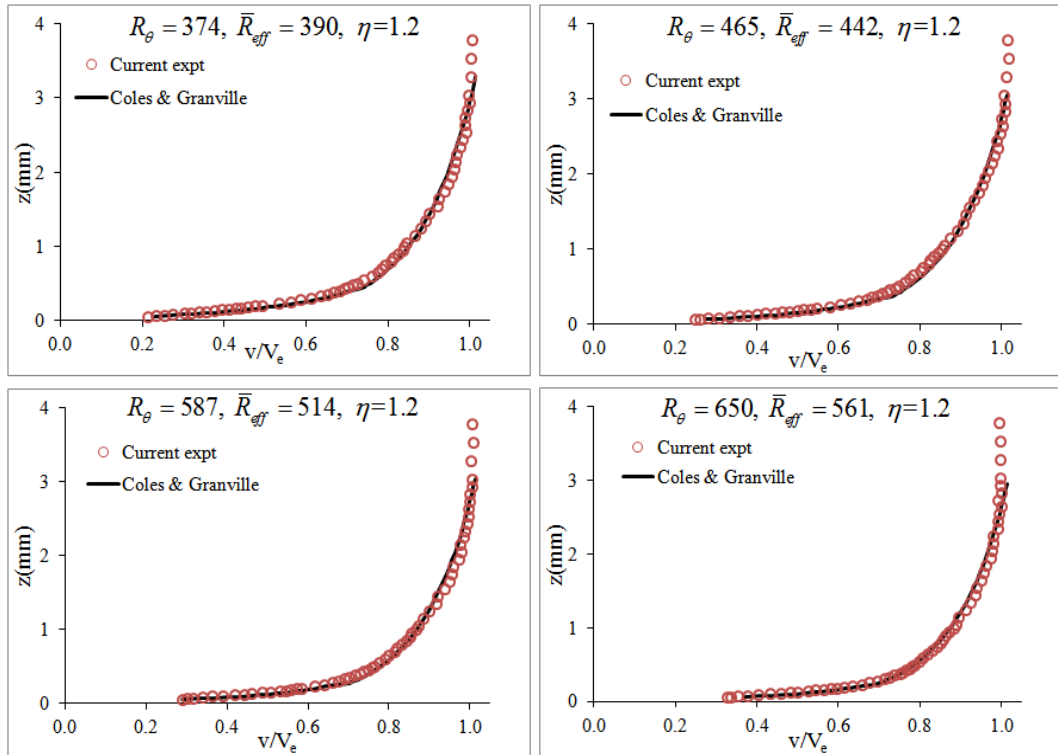 4
R_θ = 374, R̄_eff = 390, η=1.2
Current expt
Coles & Granville
3
z(mm)
2
1
0
0.0 0.2 0.4 0.6 0.8 1.0
v/V_e
4
R_θ = 465, R̄_eff = 442, η=1.2
Current expt
Coles & Granville
3
z(mm)
2
1
0
0.0 0.2 0.4 0.6 0.8 1.0
v/V_e
4
R_θ = 587, R̄_eff = 514, η=1.2
Current expt
Coles & Granville
3
z(mm)
2
1
0
0.0 0.2 0.4 0.6 0.8 1.0
v/V_e
4
R_θ = 650, R̄_eff = 561, η=1.2
Current expt
Coles & Granville
3
z(mm)
2
1
0
0.0 0.2 0.4 0.6 0.8 1.0
v/V_e